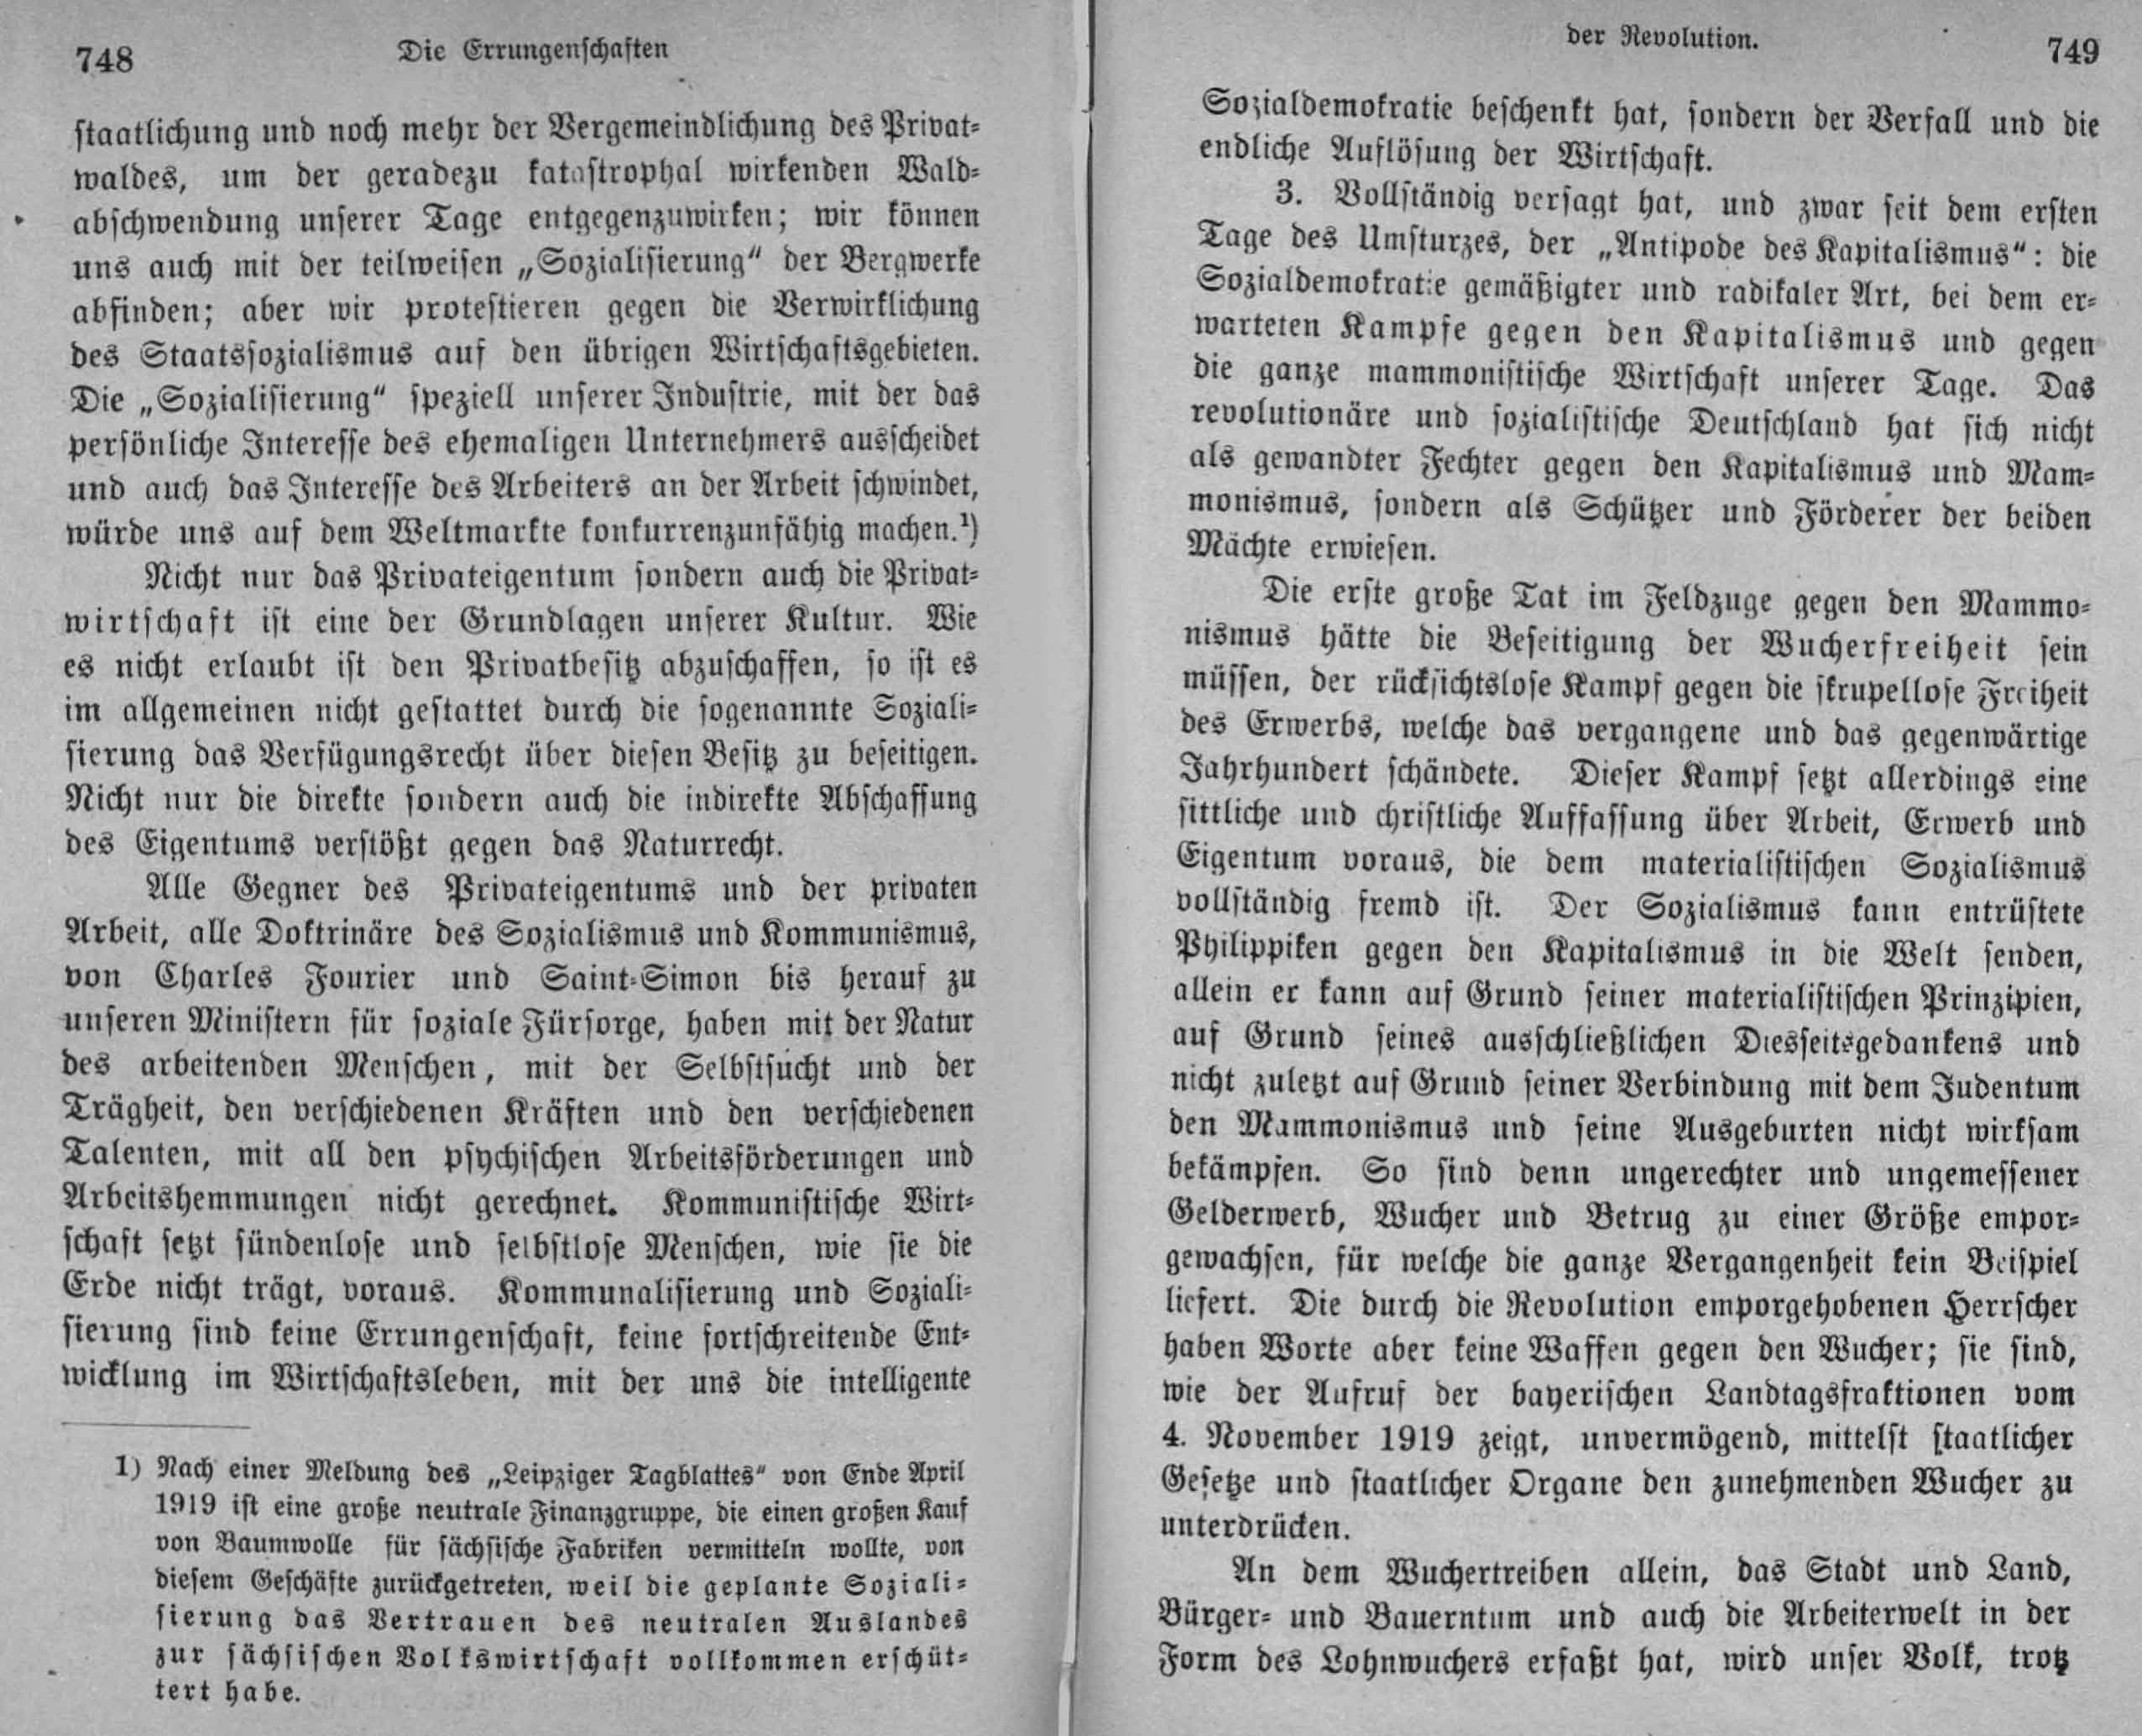 748
Die Errungenschaften
staatlichung und noch mehr der Vergemeindlichung des Privat-
waldes, um der geradezu katastrophal wirkenden Wald-
abschwendung unserer Tage entgegenzuwirken; wir können
uns auch mit der teilweisen „Sozialisierung“ der Bergwerke
abfinden; aber wir protestieren gegen die Verwirklichung
des Staatssozialismus auf den übrigen Wirtschaftsgebieten.
Die „Sozialisierung“ speziell unserer Industrie, mit der das
persönliche Interesse des ehemaligen Unternehmers ausscheidet
und auch das Interesse des Arbeiters an der Arbeit schwindet,
würde uns auf dem Weltmarkte konkurrenzunfähig machen.¹)
Nicht nur das Privateigentum sondern auch die Privat-
wirtschaft ist eine der Grundlagen unserer Kultur. Wie
es nicht erlaubt ist den Privatbesitz abzuschaffen, so ist es
im allgemeinen nicht gestattet durch die sogenannte Soziali-
sierung das Verfügungsrecht über diesen Besitz zu beseitigen.
Nicht nur die direkte sondern auch die indirekte Abschaffung
des Eigentums verstößt gegen das Naturrecht.
Alle Gegner des Privateigentums und der privaten
Arbeit, alle Doktrinäre des Sozialismus und Kommunismus,
von Charles Fourier und Saint-Simon bis herauf zu
unseren Ministern für soziale Fürsorge, haben mit der Natur
des arbeitenden Menschen, mit der Selbstsucht und der
Trägheit, den verschiedenen Kräften und den verschiedenen
Talenten, mit all den psychischen Arbeitsförderungen und
Arbeitshemmungen nicht gerechnet. Kommunistische Wirt-
schaft setzt sündenlose und selbstlose Menschen, wie sie die
Erde nicht trägt, voraus. Kommunalisierung und Soziali-
sierung sind keine Errungenschaft, keine fortschreitende Ent-
wicklung im Wirtschaftsleben, mit der uns die intelligente
1) Nach einer Meldung des „Leipziger Tagblattes“ von Ende April
1919 ist eine große neutrale Finanzgruppe, die einen großen Kauf
von Baumwolle für sächsische Fabriken vermitteln wollte, von
diesem Geschäfte zurückgetreten, weil die geplante Soziali-
sierung das Vertrauen des neutralen Auslandes
zur sächsischen Volkswirtschaft vollkommen erschüt-
tert habe.
der Revolution.
749
Sozialdemokratie beschenkt hat, sondern der Verfall und die
endliche Auflösung der Wirtschaft.
3. Vollständig versagt hat, und zwar seit dem ersten
Tage des Umsturzes, der „Antipode des Kapitalismus“: die
Sozialdemokratie gemäßigter und radikaler Art, bei dem er-
warteten Kampfe gegen den Kapitalismus und gegen
die ganze mammonistische Wirtschaft unserer Tage. Das
revolutionäre und sozialistische Deutschland hat sich nicht
als gewandter Fechter gegen den Kapitalismus und Mam-
monismus, sondern als Schützer und Förderer der beiden
Mächte erwiesen.
Die erste große Tat im Feldzuge gegen den Mammo-
nismus hätte die Beseitigung der Wucherfreiheit sein
müssen, der rücksichtslose Kampf gegen die skrupellose Freiheit
des Erwerbs, welche das vergangene und das gegenwärtige
Jahrhundert schändete. Dieser Kampf setzt allerdings eine
sittliche und christliche Auffassung über Arbeit, Erwerb und
Eigentum voraus, die dem materialistischen Sozialismus
vollständig fremd ist. Der Sozialismus kann entrüstete
Philippiken gegen den Kapitalismus in die Welt senden,
allein er kann auf Grund seiner materialistischen Prinzipien,
auf Grund seines ausschließlichen Diesseitsgedankens und
nicht zuletzt auf Grund seiner Verbindung mit dem Judentum
den Mammonismus und seine Ausgeburten nicht wirksam
bekämpfen. So sind denn ungerechter und ungemessener
Gelderwerb, Wucher und Betrug zu einer Größe empor-
gewachsen, für welche die ganze Vergangenheit kein Beispiel
liefert. Die durch die Revolution emporgehobenen Herrscher
haben Worte aber keine Waffen gegen den Wucher; sie sind,
wie der Aufruf der bayerischen Landtagsfraktionen vom
4. November 1919 zeigt, unvermögend, mittelst staatlicher
Gesetze und staatlicher Organe den zunehmenden Wucher zu
unterdrücken.
An dem Wuchertreiben allein, das Stadt und Land,
Bürger- und Bauerntum und auch die Arbeiterwelt in der
Form des Lohnwuchers erfaßt hat, wird unser Volk, trotz